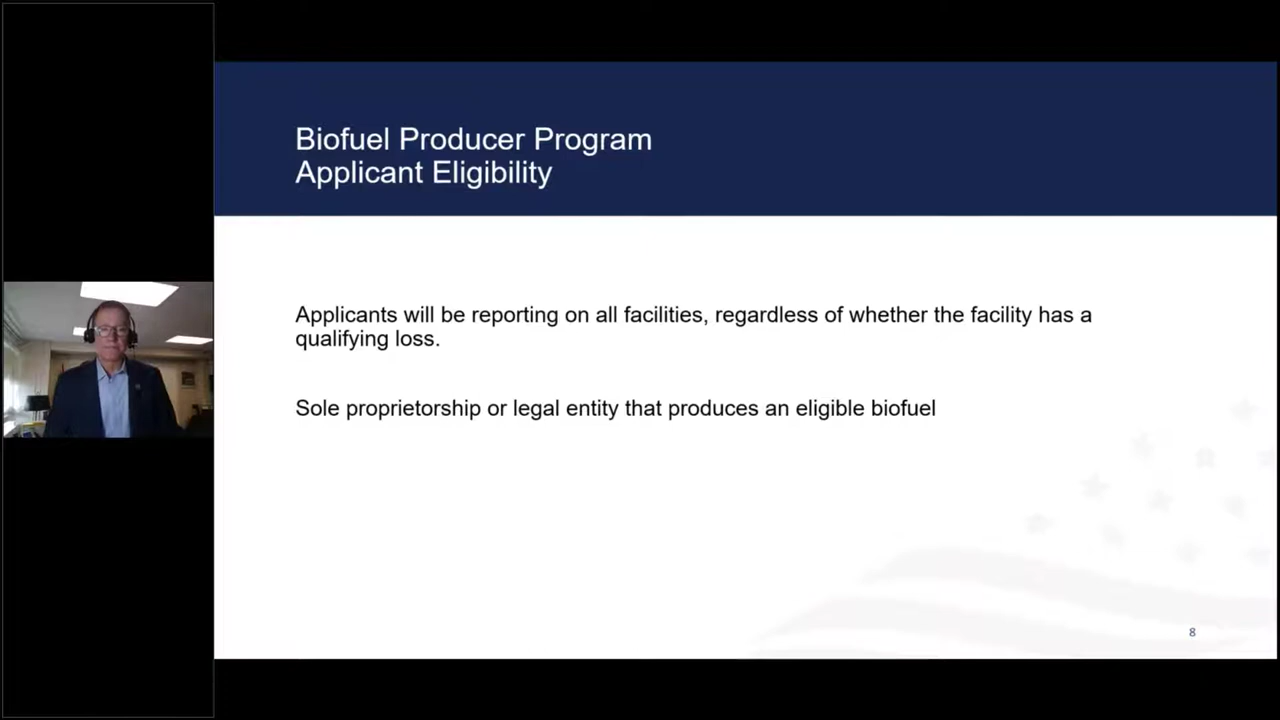 Biofuel Producer Program
Applicant Eligibility
Applicants will be reporting on all facilities, regardless of whether the facility has a
qualifying loss.
Sole proprietorship or legal entity that produces an eligible biofuel
8